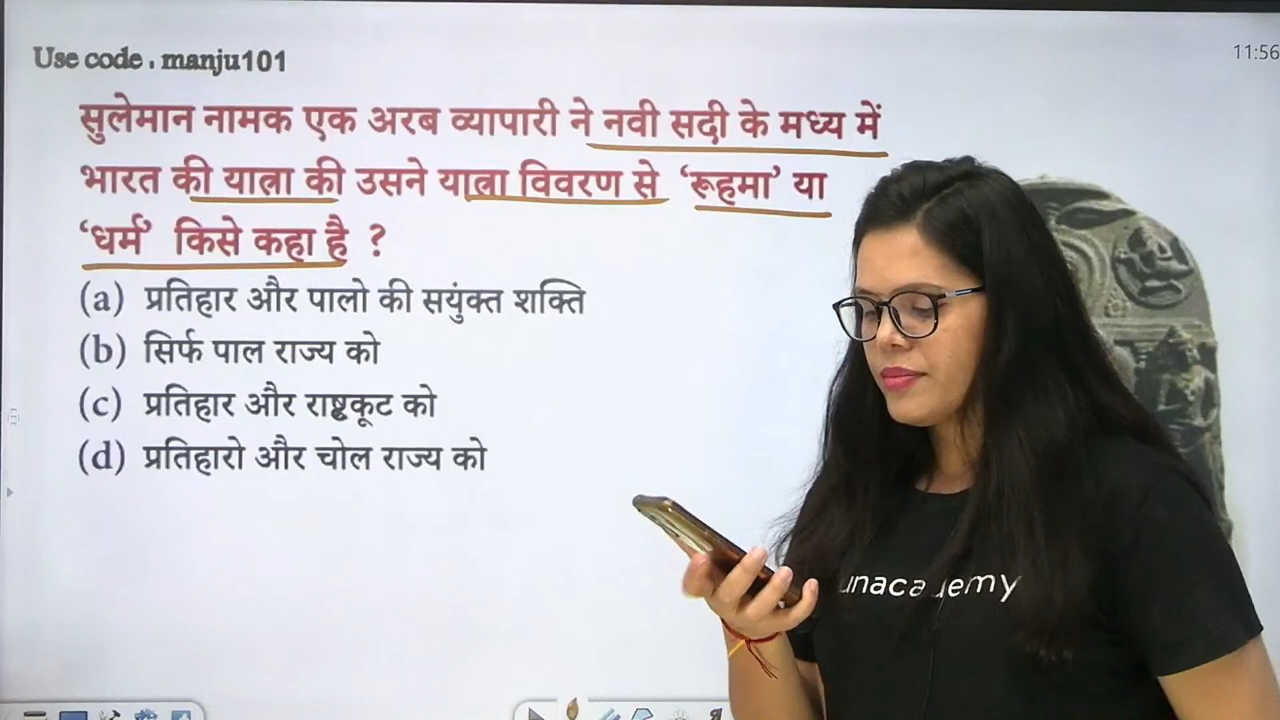 Use code . manju101
11:56
सुलेमान नामक एक अरब व्यापारी ने नवी सदी के मध्य में
भारत की यात्रा की उसने यात्रा विवरण से ‘रूहमा’ या
‘धर्म’ किसे कहा है ?
(a) प्रतिहार और पालो की सयुंक्त शक्ति
(b) सिर्फ पाल राज्य को
(c) प्रतिहार और राष्ट्रकूट को
(d) प्रतिहारो और चोल राज्य को
unacademy